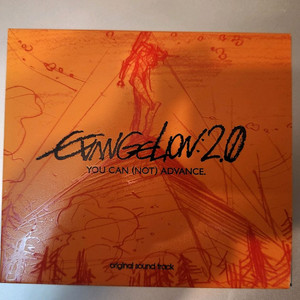 EVANGELION:2.0
YOU CAN (NOT) ADVANCE.
original sound track